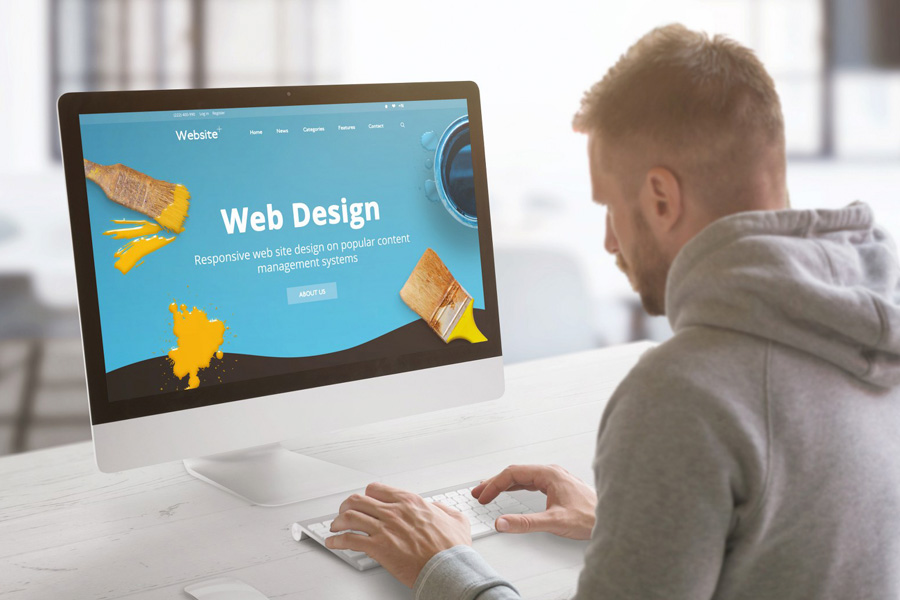 Log in Register
Website
Home News Categories Features Contact
Web Design
Responsive web site design on popular content
management systems
ABOUT US